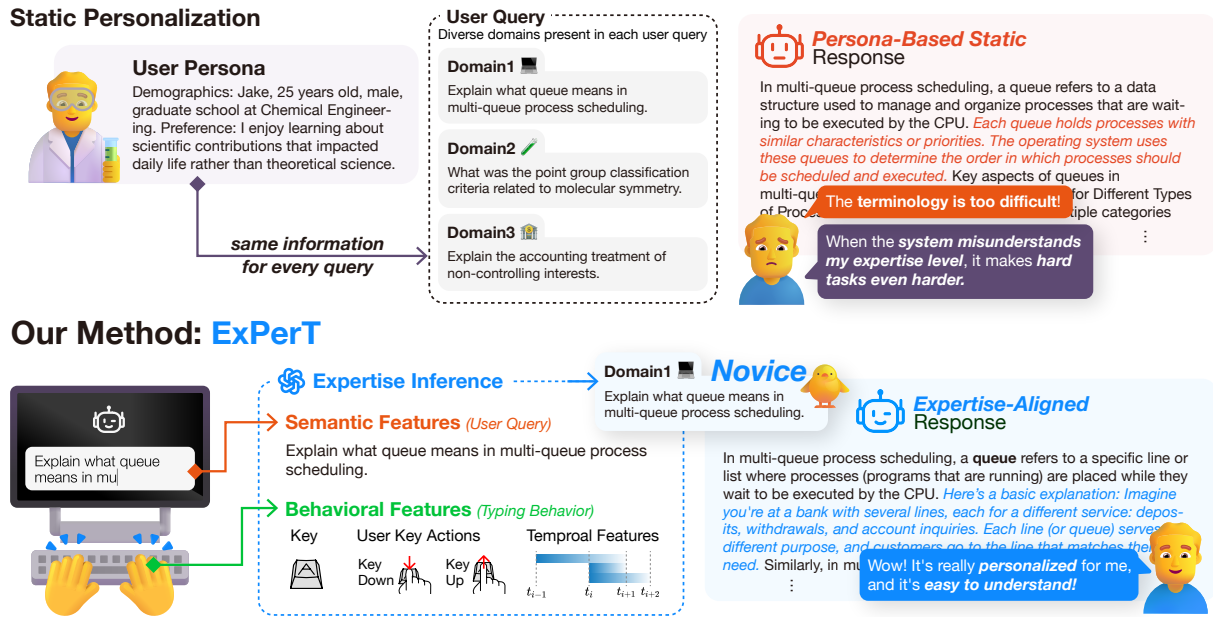 Static Personalization
User Persona
Demographics: Jake, 25 years old, male,
graduate school at Chemical Engineer-
ing. Preference: I enjoy learning about
scientific contributions that impacted
daily life rather than theoretical science.
same information
for every query
User Query
Diverse domains present in each user query
Domain1
Explain what queue means in
multi-queue process scheduling.
Domain2
What was the point group classification
criteria related to molecular symmetry.
Domain3
Explain the accounting treatment of
non-controlling interests.
Persona-Based Static
Response
In multi-queue process scheduling, a queue refers to a data
structure used to manage and organize processes that are wait-
ing to be executed by the CPU. Each queue holds processes with
similar characteristics or priorities. The operating system uses
these queues to determine the order in which processes should
be scheduled and executed. Key aspects of queues in
multi-que for Different Types
of Proce tiple categories
The terminology is too difficult!
When the system misunderstands
my expertise level, it makes hard
tasks even harder.
Our Method: ExPerT
Explain what queue
means in mu
Expertise Inference
Semantic Features (User Query)
Explain what queue means in multi-queue process
scheduling.
Behavioral Features (Typing Behavior)
Key
User Key Actions
Temproal Features
Key
Down
Key
Up
A
t_{i-1} t_i t_{i+1} t_{i+2}
Domain1 Novice
Explain what queue means in
multi-queue process scheduling.
Expertise-Aligned
Response
In multi-queue process scheduling, a queue refers to a specific line or
list where processes (programs that are running) are placed while they
wait to be executed by the CPU. Here's a basic explanation: Imagine
you're at a bank with several lines, each for a different service: depos-
its, withdrawals, and account inquiries. Each line (or queue) serves
different purpose, and customers go to the line that matches their
need. Similarly, in mu
Wow! It's really personalized for me,
and it's easy to understand!